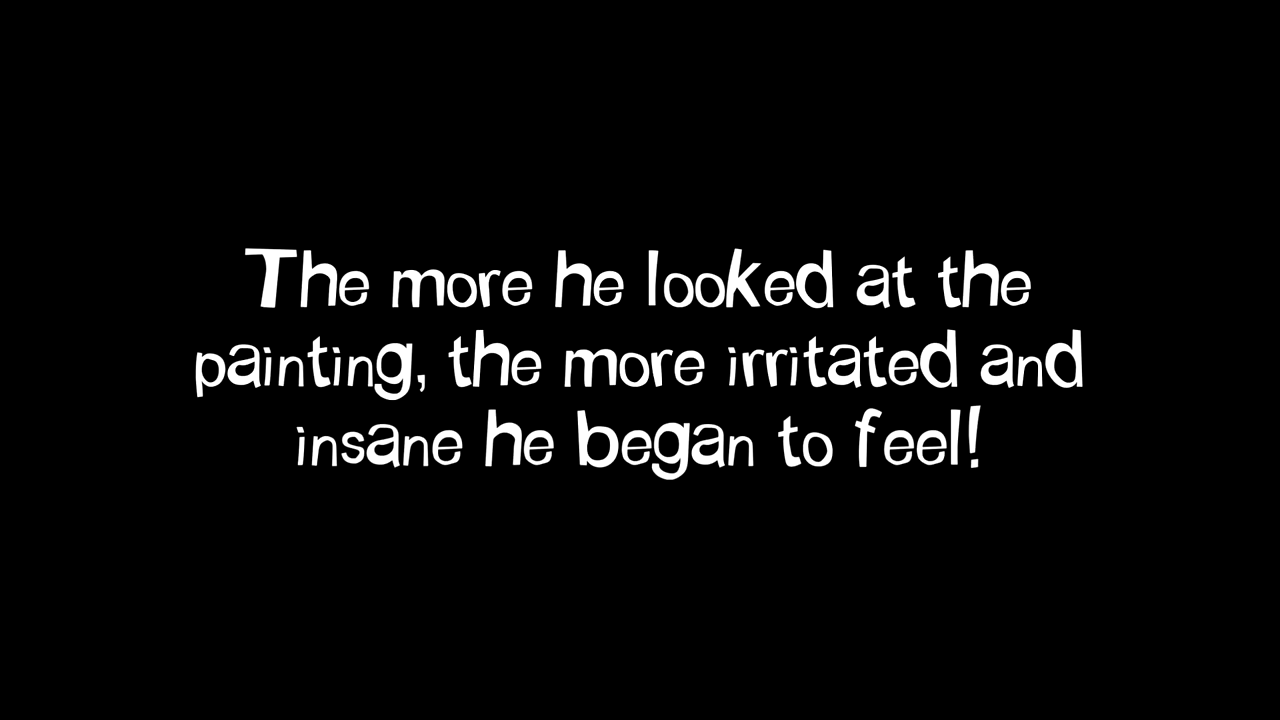 The more he looked at the
painting, the more irritated and
insane he began to feel!